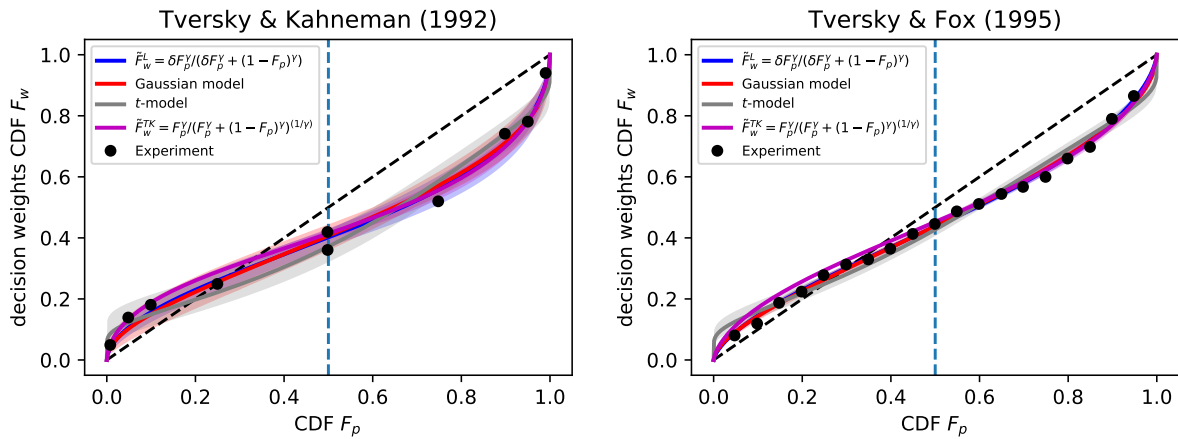 Tversky & Kahneman (1992)
decision weights CDF F_w
1.0
0.8
0.6
0.4
0.2
0.0
F̃_w^L = δF_p^γ/(δF_p^γ + (1 − F_p)^γ)
Gaussian model
t-model
F̃_w^{TK} = F_p^γ/(F_p^γ + (1 − F_p)^γ)^{(1/γ)}
Experiment
0.0 0.2 0.4 0.6 0.8 1.0
CDF F_p
Tversky & Fox (1995)
decision weights CDF F_w
1.0
0.8
0.6
0.4
0.2
0.0
F̃_w^L = δF_p^γ/(δF_p^γ + (1 − F_p)^γ)
Gaussian model
t-model
F̃_w^{TK} = F_p^γ/(F_p^γ + (1 − F_p)^γ)^{(1/γ)}
Experiment
0.0 0.2 0.4 0.6 0.8 1.0
CDF F_p